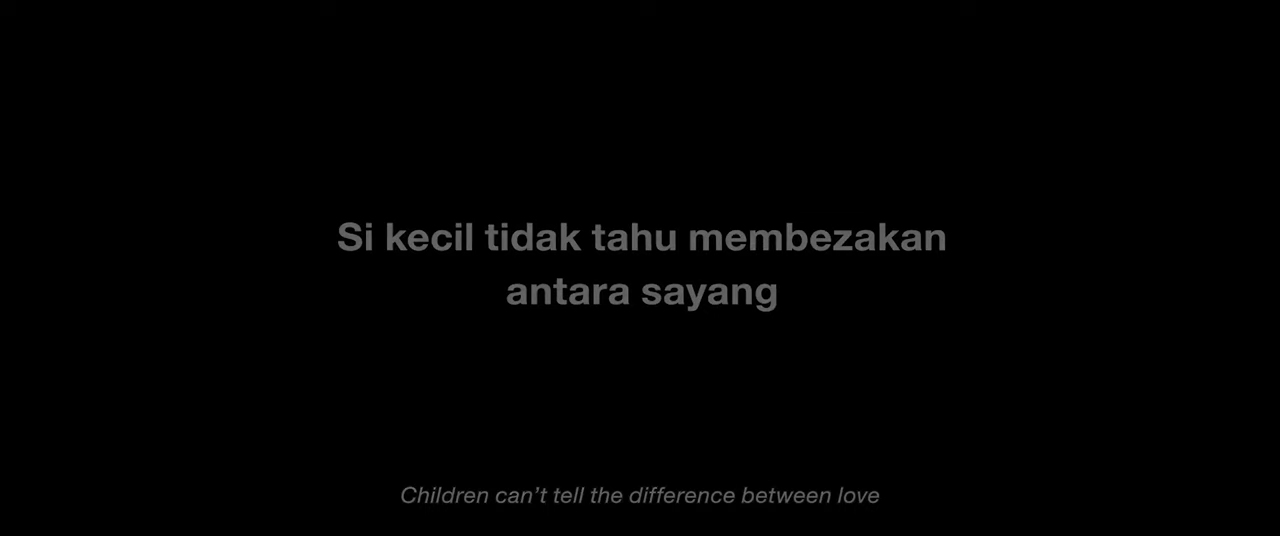 Si kecil tidak tahu membezakan
antara sayang
Children can’t tell the difference between love